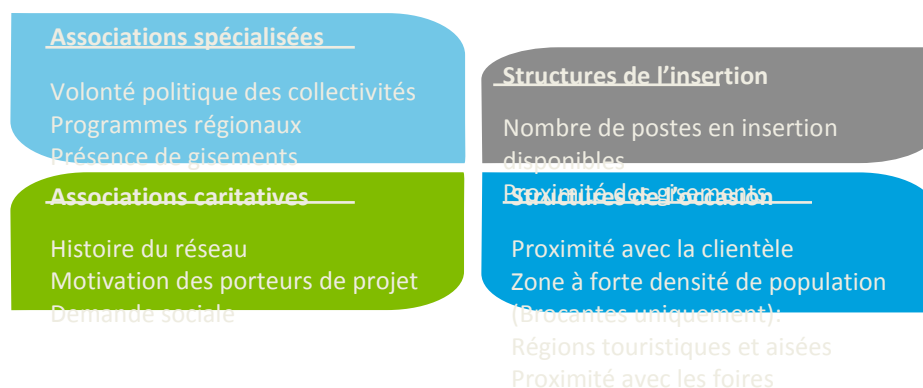 Associations spécialisées
Volonté politique des collectivités
Programmes régionaux
Présence de gisements
Structures de l’insertion
Nombre de postes en insertion
disponibles
Proximité des gisements
Associations caritatives
Histoire du réseau
Motivation des porteurs de projet
Demande sociale
Structures de l’occasion
Proximité avec la clientèle
Zone à forte densité de population
(Brocantes uniquement):
Régions touristiques et aisées
Proximité avec les foires